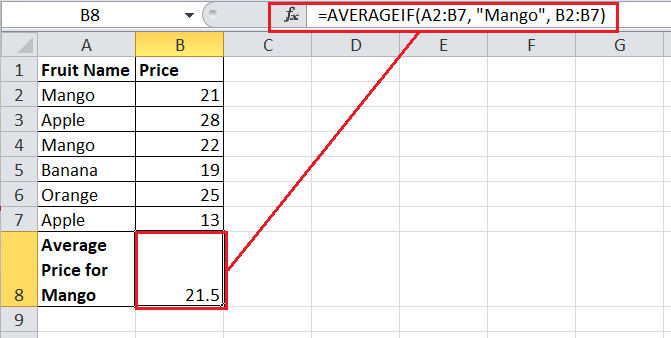 B8 fx =AVERAGEIF(A2:B7, "Mango", B2:B7)
A B C D E F G
1 Fruit Name Price
2 Mango 21
3 Apple 28
4 Mango 22
5 Banana 19
6 Orange 25
7 Apple 13
Average
Price for
8 Mango 21.5
9